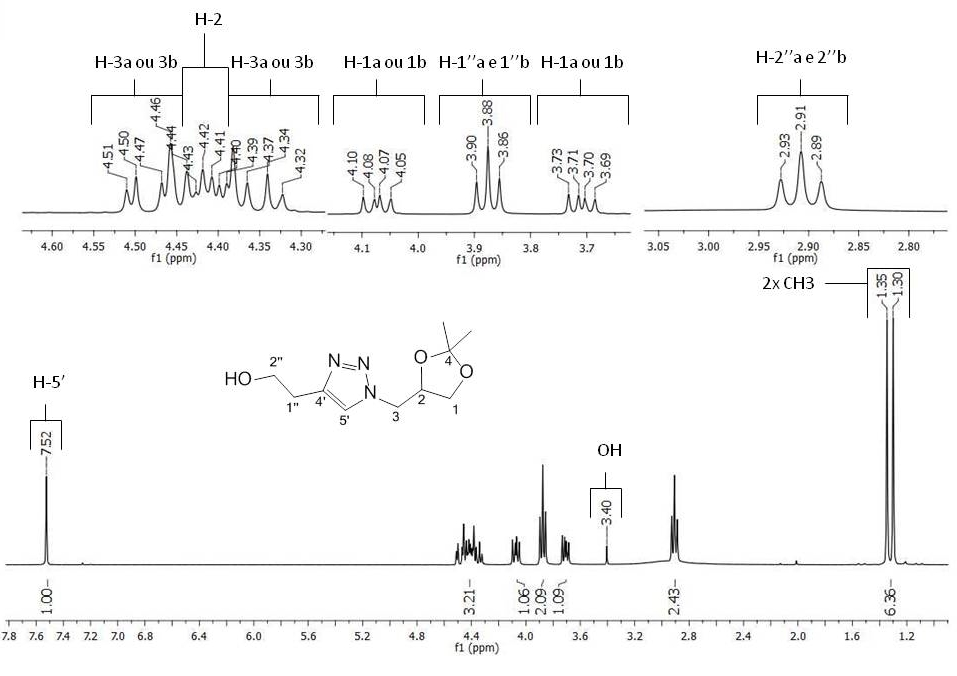 H-2
H-3a ou 3b
H-3a ou 3b
H-1a ou 1b
H-1′′a e 1′′b
H-1a ou 1b
H-2′′a e 2′′b
4.51
4.50
4.47
4.46
4.44
4.43
4.42
4.41
4.40
4.39
4.37
4.34
4.32
4.10
4.08
4.07
4.05
3.90
3.88
3.86
3.73
3.71
3.70
3.69
2.93
2.91
2.89
4.60 4.55 4.50 4.45 4.40 4.35 4.30
f1 (ppm)
4.1 4.0 3.9 3.8 3.7
f1 (ppm)
3.05 3.00 2.95 2.90 2.85 2.80
f1 (ppm)
2x CH3
1.35
1.30
H-5′
7.52
HO
2"
1"
4'
5'
N
N
N
3
2
1
O
4
O
OH
3.40
1.00
3.21
1.06
2.09
1.09
2.43
6.36
7.8 7.6 7.4 7.2 7.0 6.8 6.6 6.4 6.0 5.6 5.2 4.8 4.4 4.0 3.6 3.2 2.8 2.4 2.0 1.6 1.2
f1 (ppm)